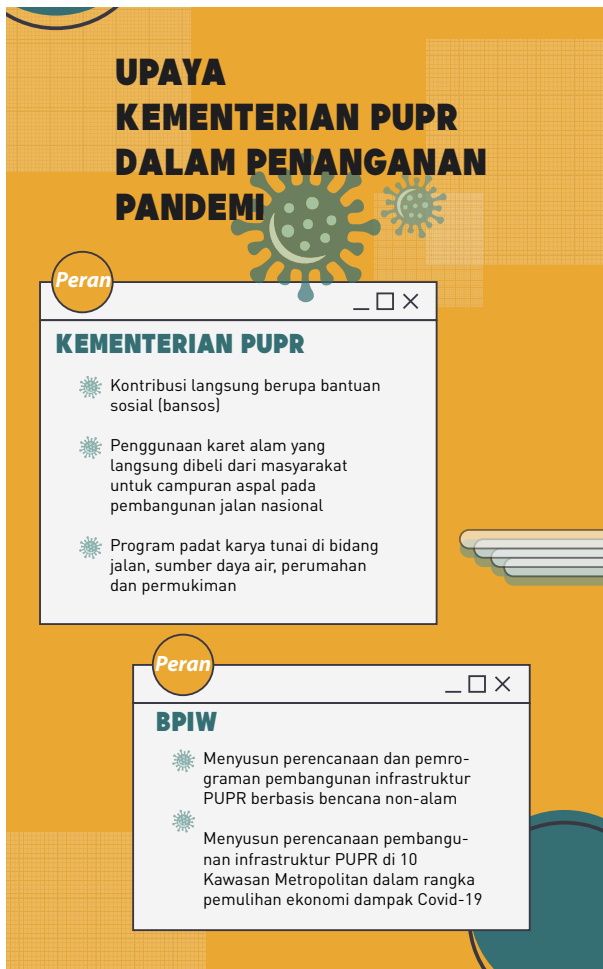 UPAYA
KEMENTERIAN PUPR
DALAM PENANGANAN
PANDEMI
Peran
KEMENTERIAN PUPR
Kontribusi langsung berupa bantuan
sosial (bansos)
Penggunaan karet alam yang
langsung dibeli dari masyarakat
untuk campuran aspal pada
pembangunan jalan nasional
Program padat karya tunai di bidang
jalan, sumber daya air, perumahan
dan permukiman
Peran
BPIW
Menyusun perencanaan dan pemro-
graman pembangunan infrastruktur
PUPR berbasis bencana non-alam
Menyusun perencanaan pembangu-
nan infrastruktur PUPR di 10
Kawasan Metropolitan dalam rangka
pemulihan ekonomi dampak Covid-19